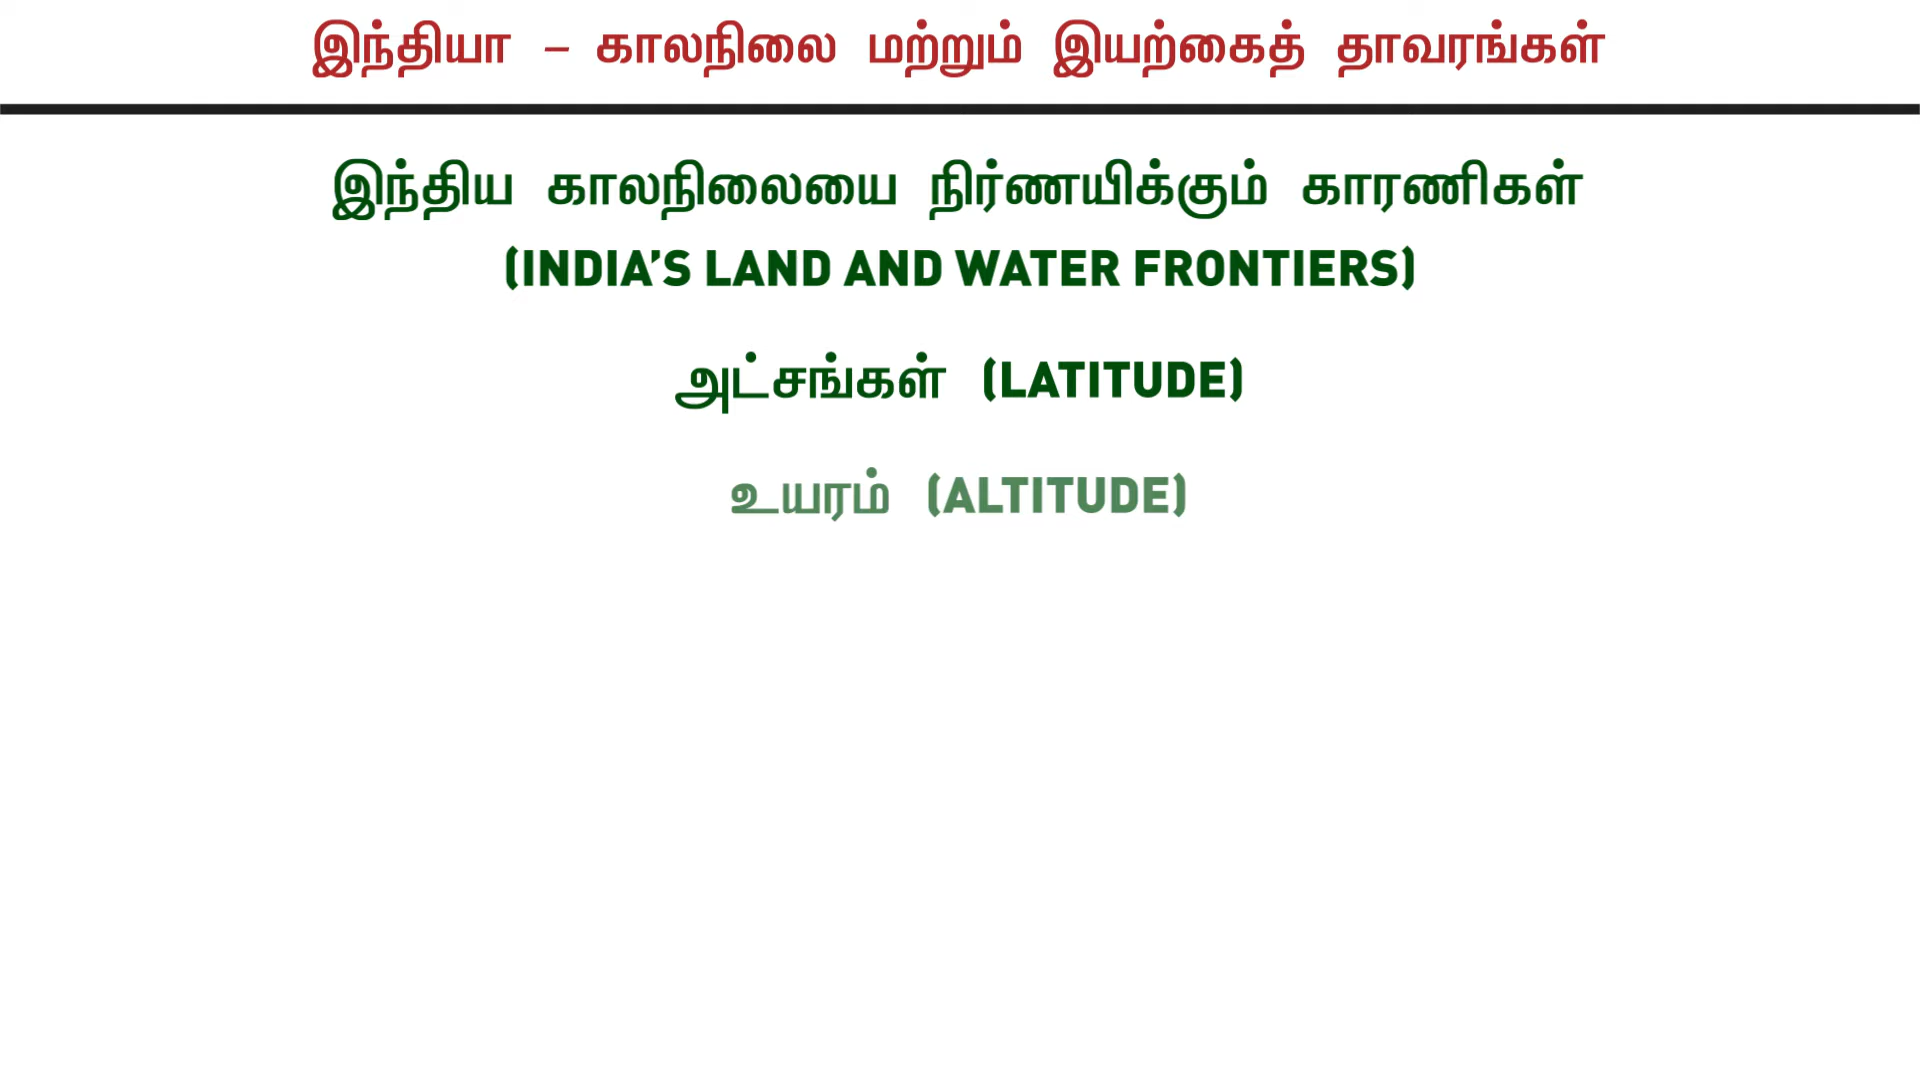 இந்தியா – காலநிலை மற்றும் இயற்கைத் தாவரங்கள்
இந்திய காலநிலையை நிர்ணயிக்கும் காரணிகள்
(INDIA’S LAND AND WATER FRONTIERS)
அட்சங்கள் (LATITUDE)
உயரம் (ALTITUDE)